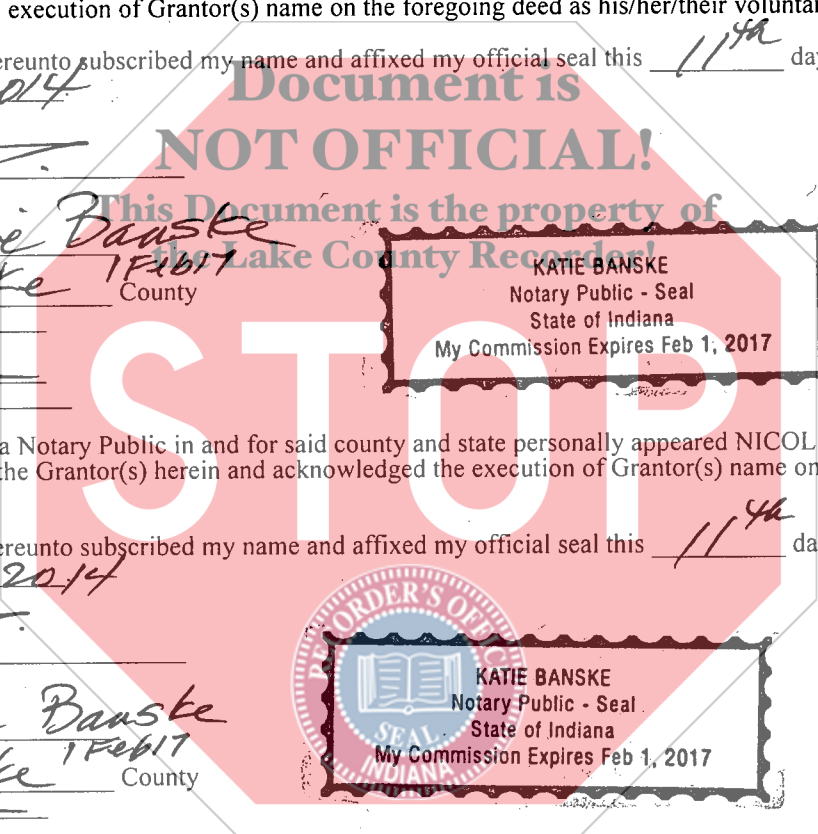 execution of Grantor(s) name on the foregoing deed as his/her/their
ereunto subscribed my name and affixed my official seal this 11th
Document is
2014
NOT OFFICIAL!
This Document is the property of
Banske
the Lake County Recorder!
1Feb17
County
KATIE BANSKE
Notary Public - Seal
State of Indiana
My Commission Expires Feb 1, 2017
STOP
a Notary Public in and for said county and state personally appeared NICOL
the Grantor(s) herein and acknowledged the execution of Grantor(s) name on
ereunto subscribed my name and affixed my official seal this 11th
2014
RECORDER'S OFFICE
SEAL
INDIANA
KATIE BANSKE
Notary Public - Seal
State of Indiana
My Commission Expires Feb 1, 2017
Banske
1Feb17
County